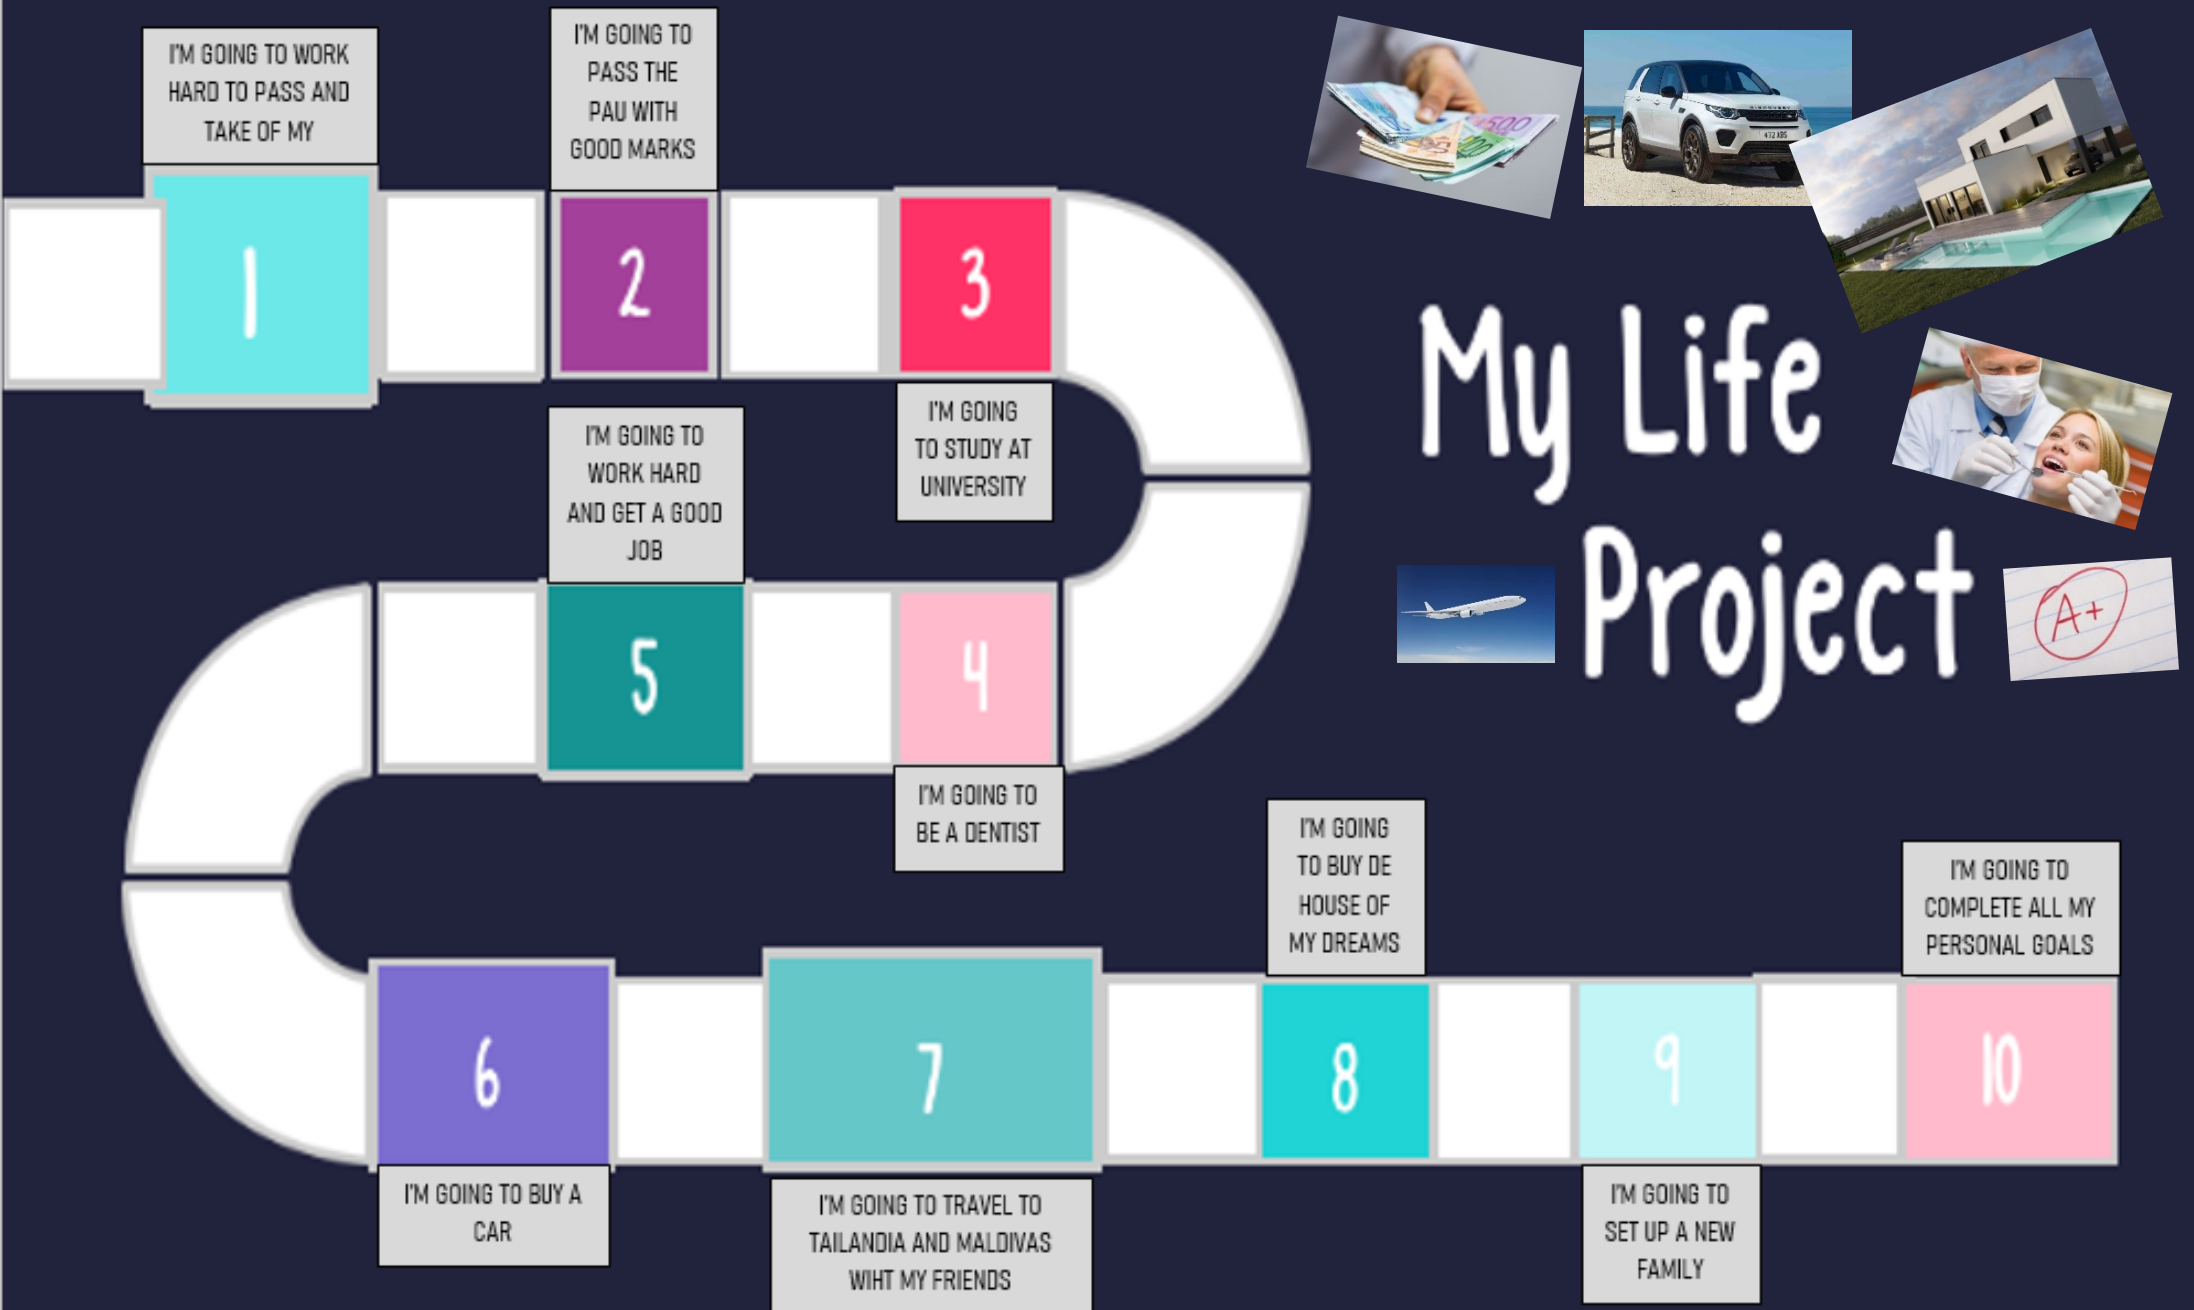 I'M GOING TO WORK
HARD TO PASS AND
TAKE OF MY
1
I'M GOING TO
PASS THE
PAU WITH
GOOD MARKS
2
3
I'M GOING
TO STUDY AT
UNIVERSITY
4
I'M GOING TO
BE A DENTIST
I'M GOING TO
WORK HARD
AND GET A GOOD
JOB
5
6
I'M GOING TO BUY A
CAR
7
I'M GOING TO TRAVEL TO
TAILANDIA AND MALDIVAS
WIHT MY FRIENDS
I'M GOING
TO BUY DE
HOUSE OF
MY DREAMS
8
9
I'M GOING TO
SET UP A NEW
FAMILY
I'M GOING TO
COMPLETE ALL MY
PERSONAL GOALS
10
My Life
Project
A+
500
100
DISCOVERY